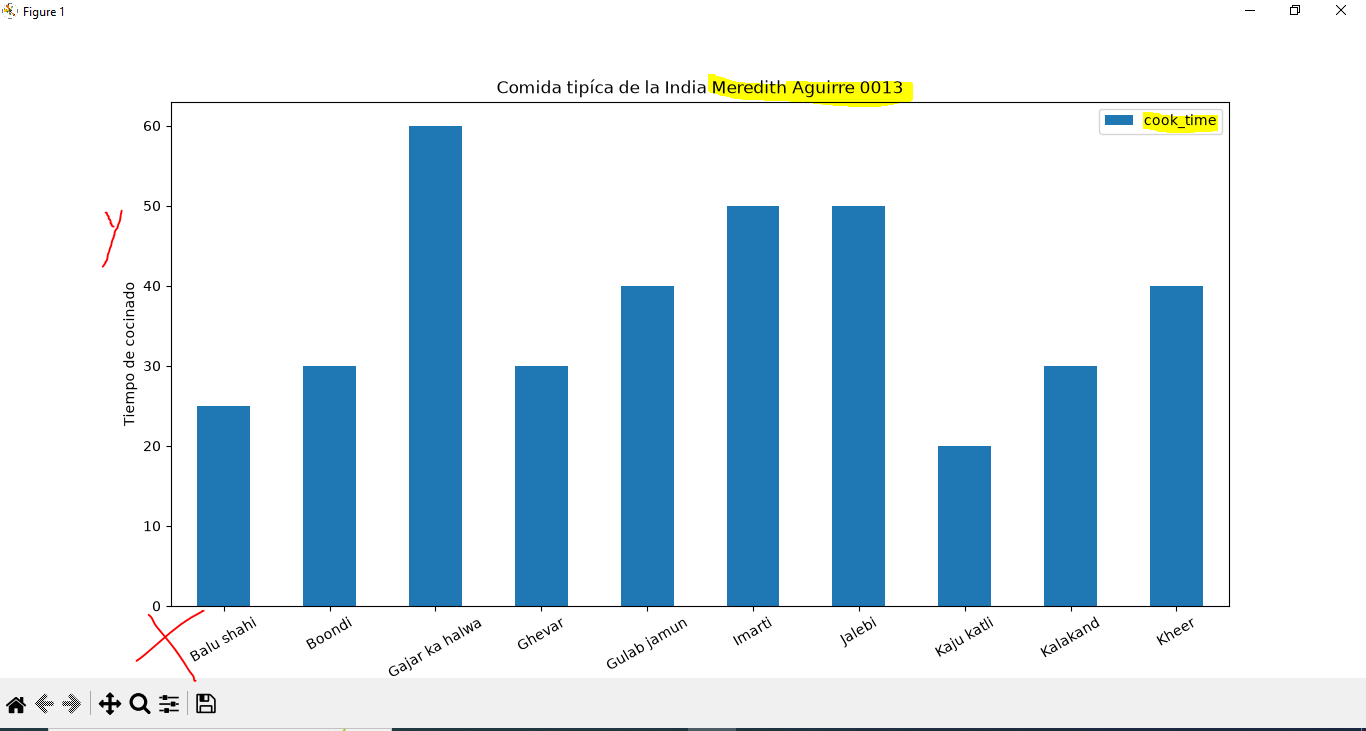 Figure 1
Comida tipíca de la India Meredith Aguirre 0013
cook_time
60
50
40
30
20
10
0
Tiempo de cocinado
y
x
Balu shahi
Boondi
Gajar ka halwa
Ghevar
Gulab jamun
Imarti
Jalebi
Kaju katli
Kalakand
Kheer